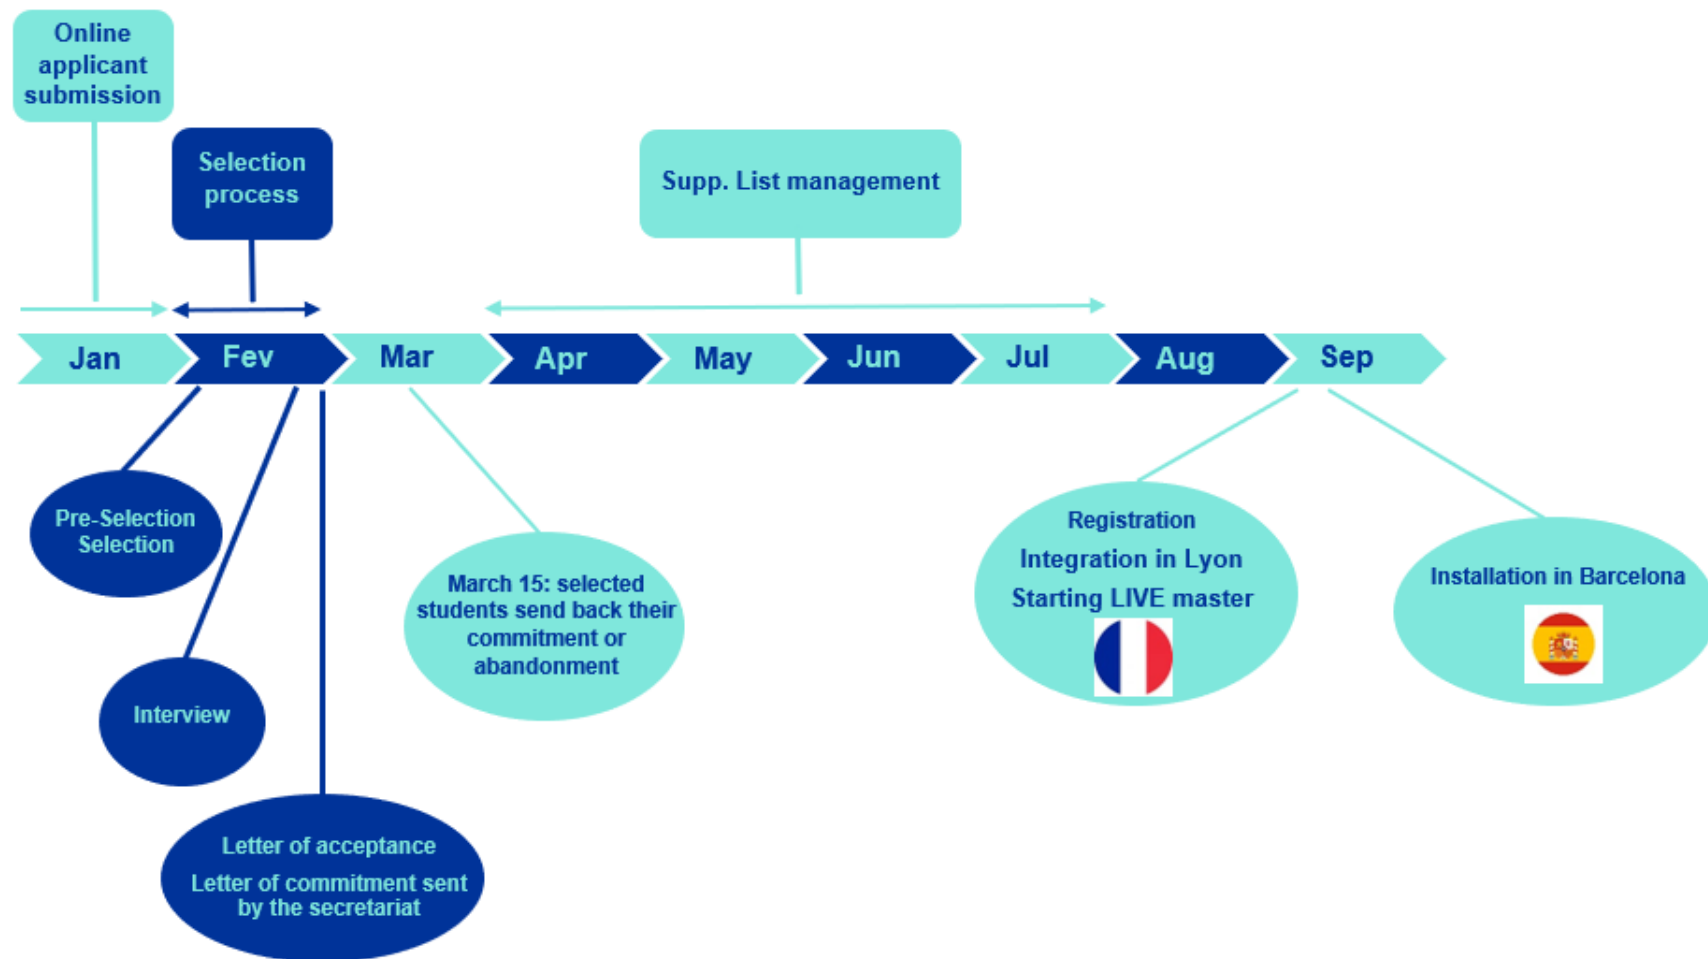 Online
applicant
submission
Selection
process
Supp. List management
Jan
Fev
Mar
Apr
May
Jun
Jul
Aug
Sep
Pre-Selection
Selection
Interview
Letter of acceptance
Letter of commitment sent
by the secretariat
March 15: selected
students send back their
commitment or
abandonment
Registration
Integration in Lyon
Starting LIVE master
Installation in Barcelona